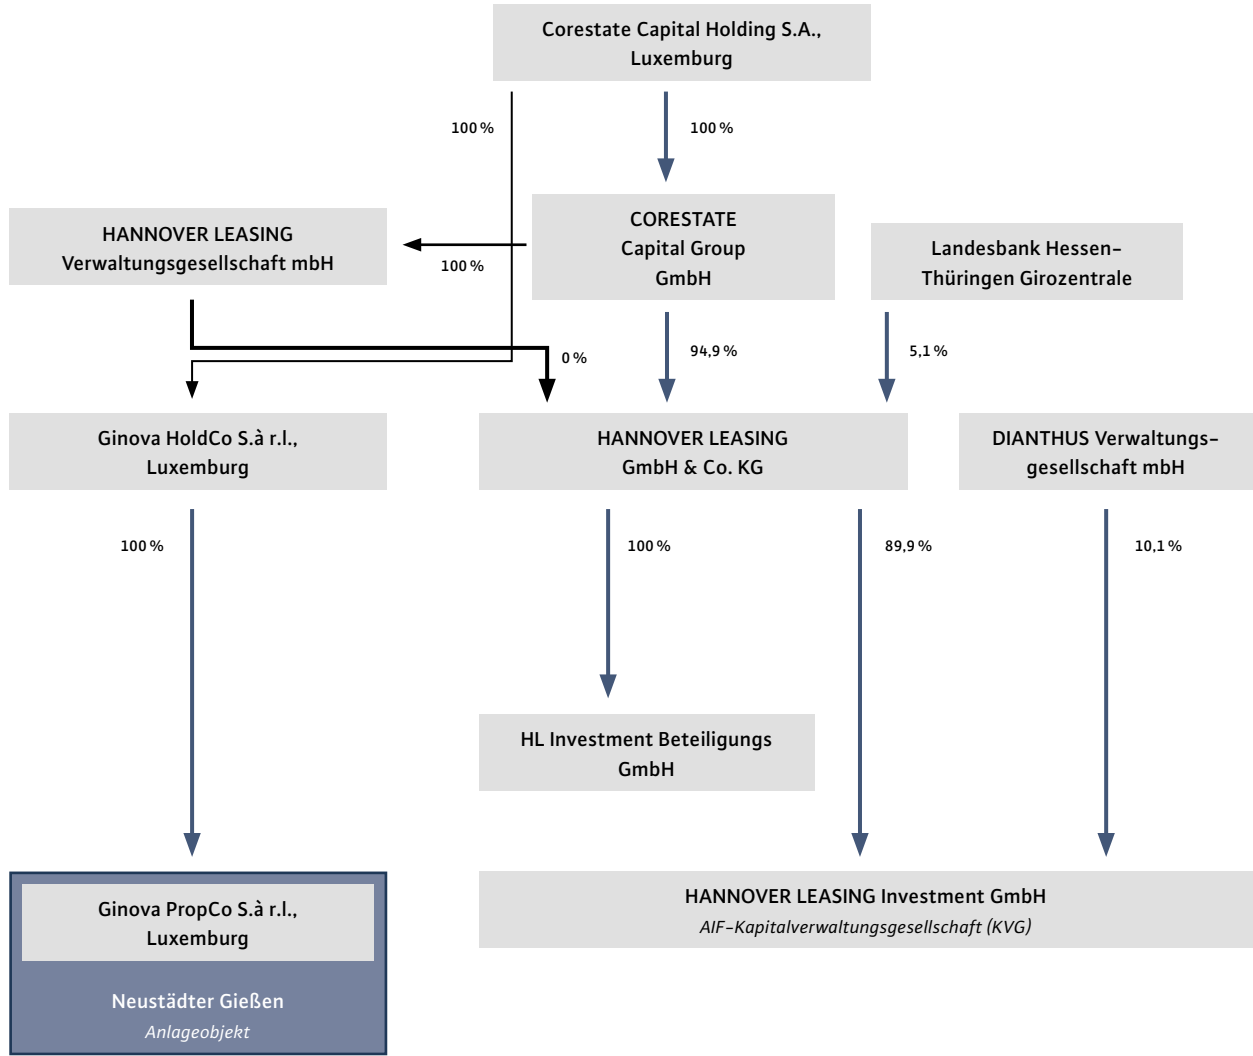 Corestate Capital Holding S.A.,
Luxemburg
100 %
100 %
HANNOVER LEASING
Verwaltungsgesellschaft mbH
100 %
CORESTATE
Capital Group
GmbH
Landesbank Hessen-
Thüringen Girozentrale
0 %
94,9 %
5,1 %
Ginova HoldCo S.à r.l.,
Luxemburg
HANNOVER LEASING
GmbH & Co. KG
DIANTHUS Verwaltungs-
gesellschaft mbH
100 %
100 %
89,9 %
10,1 %
HL Investment Beteiligungs
GmbH
Ginova PropCo S.à r.l.,
Luxemburg
Neustädter Gießen
Anlageobjekt
HANNOVER LEASING Investment GmbH
AIF-Kapitalverwaltungsgesellschaft (KVG)